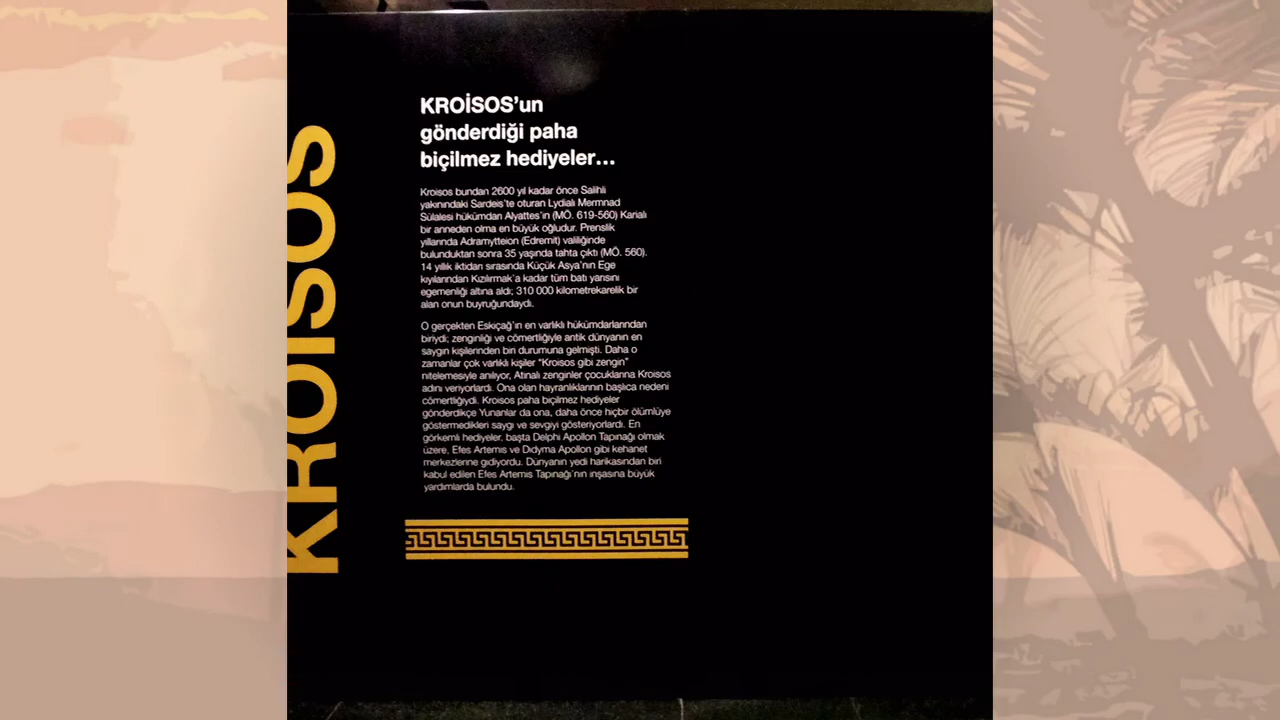 KROISOS
KROİSOS'un
gönderdiği paha
biçilmez hediyeler...
Kroisos bundan 2600 yıl kadar önce Salihli
yakınındaki Sardeis'te oturan Lydialı Mermnad
Sülalesi hükümdarı Alyattes'in (MÖ. 619-560) Karialı
bir anneden olma en büyük oğludur. Prenslik
yıllarında Adramytteion (Edremit) valiliğinde
bulunduktan sonra 35 yaşında tahta çıktı (MÖ. 560).
14 yıllık iktidarı sırasında Küçük Asya'nın Ege
kıyılarından Kızılırmak'a kadar tüm batı yarısını
egemenliği altına aldı; 310 000 kilometrekarelik bir
alan onun buyruğundaydı.
O gerçekten Eskiçağ'ın en varlıklı hükümdarlarından
biriydi; zenginliği ve cömertliğiyle antik dünyanın en
saygın kişilerinden biri durumuna gelmişti. Daha o
zamanlar çok varlıklı kişiler "Kroisos gibi zengin"
nitelemesiyle anılıyor, Atinalı zenginler çocuklarına Kroisos
adını veriyorlardı. Ona olan hayranlıklarının başlıca nedeni
cömertliğiydi. Kroisos paha biçilmez hediyeler
gönderdikçe Yunanlar da ona, daha önce hiçbir ölümlüye
göstermedikleri saygı ve sevgiyi gösteriyorlardı. En
görkemli hediyeler, başta Delphi Apollon Tapınağı olmak
üzere, Efes Artemis ve Didyma Apollon gibi kehanet
merkezlerine gidiyordu. Dünyanın yedi harikasından biri
kabul edilen Efes Artemis Tapınağı'nın inşasına büyük
yardımlarda bulundu.